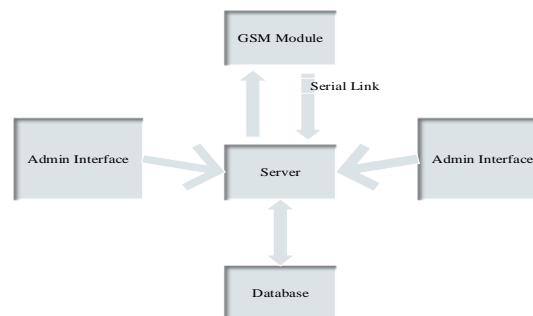 GSM Module
Serial Link
Admin Interface
Server
Admin Interface
Database